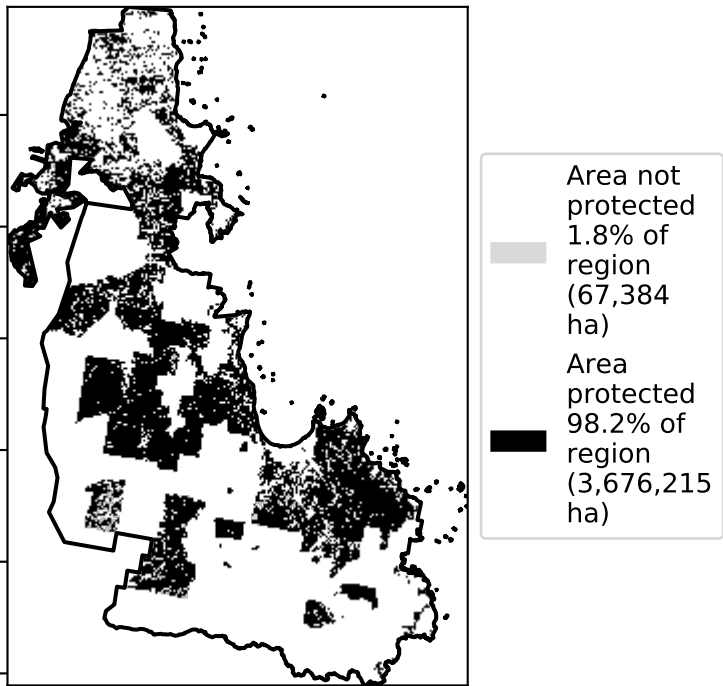 Area not
protected
1.8% of
region
(67,384
ha)
Area
protected
98.2% of
region
(3,676,215
ha)